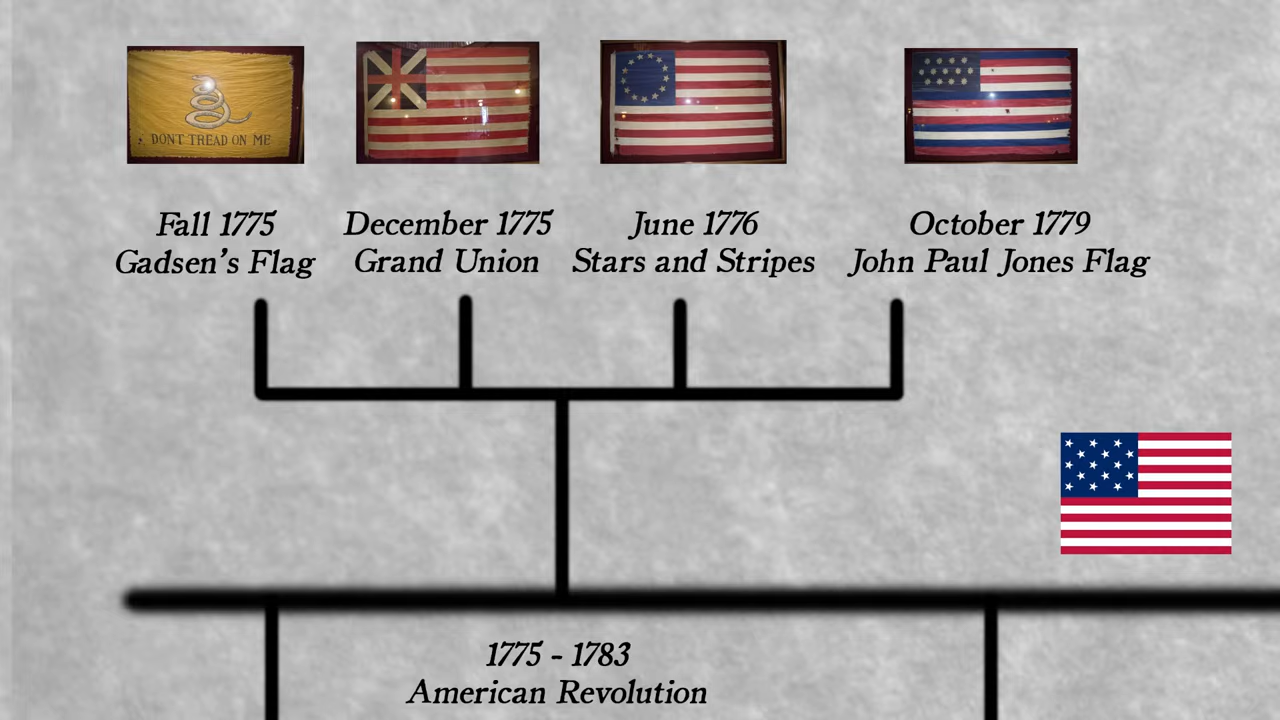 DONT TREAD ON ME
Fall 1775
Gadsen's Flag
December 1775
Grand Union
June 1776
Stars and Stripes
October 1779
John Paul Jones Flag
1775 - 1783
American Revolution